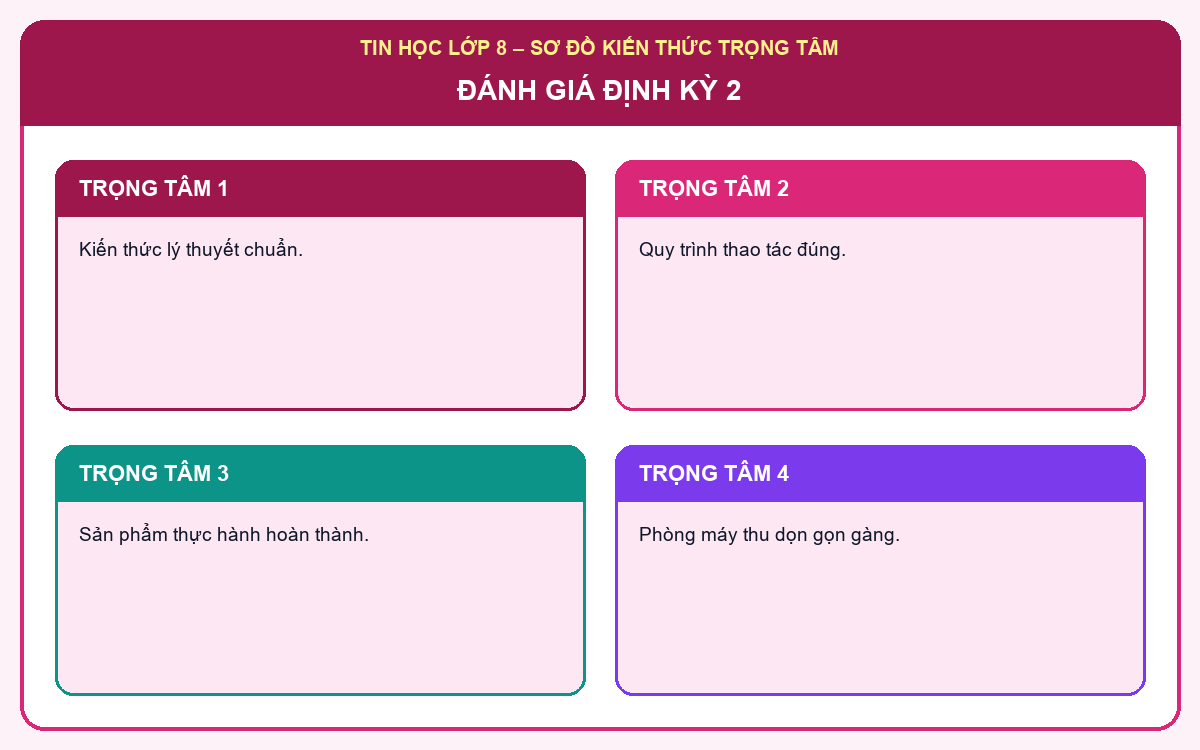 TIN HỌC LỚP 8 – SƠ ĐỒ KIẾN THỨC TRỌNG TÂM
ĐÁNH GIÁ ĐỊNH KỲ 2
TRỌNG TÂM 1
Kiến thức lý thuyết chuẩn.
TRỌNG TÂM 2
Quy trình thao tác đúng.
TRỌNG TÂM 3
Sản phẩm thực hành hoàn thành.
TRỌNG TÂM 4
Phòng máy thu dọn gọn gàng.